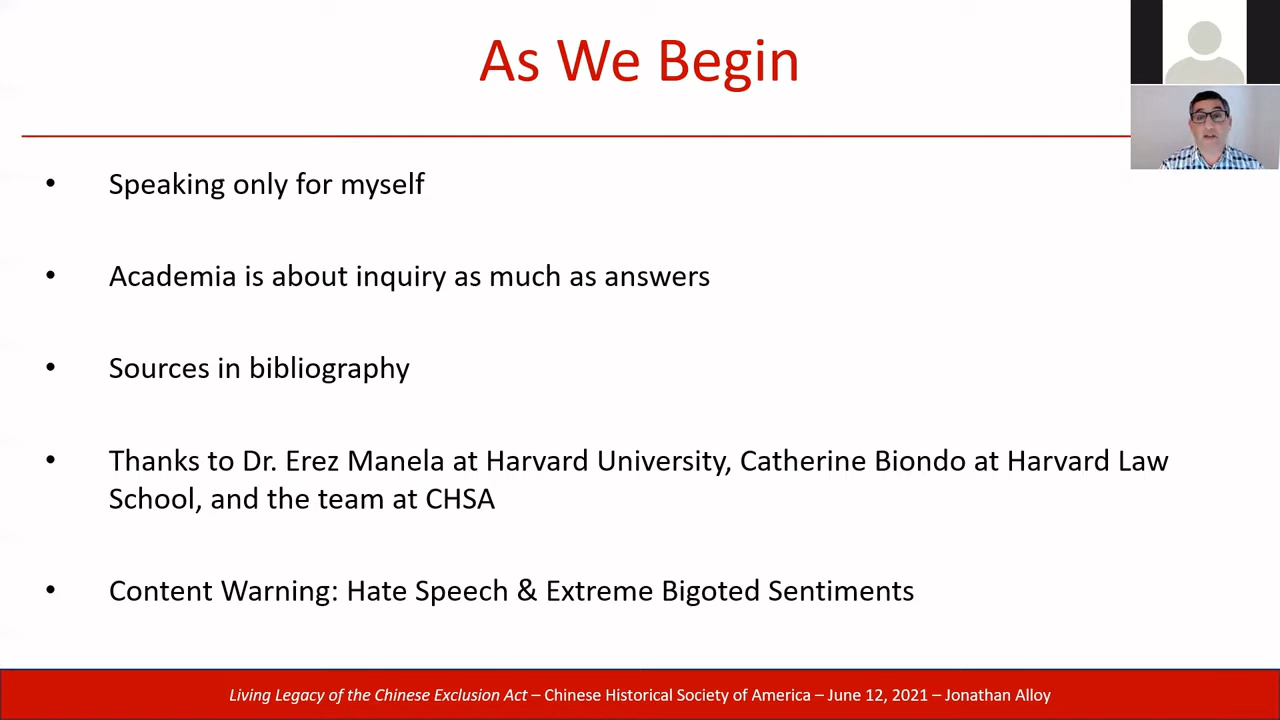 As We Begin
• Speaking only for myself
• Academia is about inquiry as much as answers
• Sources in bibliography
• Thanks to Dr. Erez Manela at Harvard University, Catherine Biondo at Harvard Law
School, and the team at CHSA
• Content Warning: Hate Speech & Extreme Bigoted Sentiments
Living Legacy of the Chinese Exclusion Act – Chinese Historical Society of America – June 12, 2021 – Jonathan Alloy